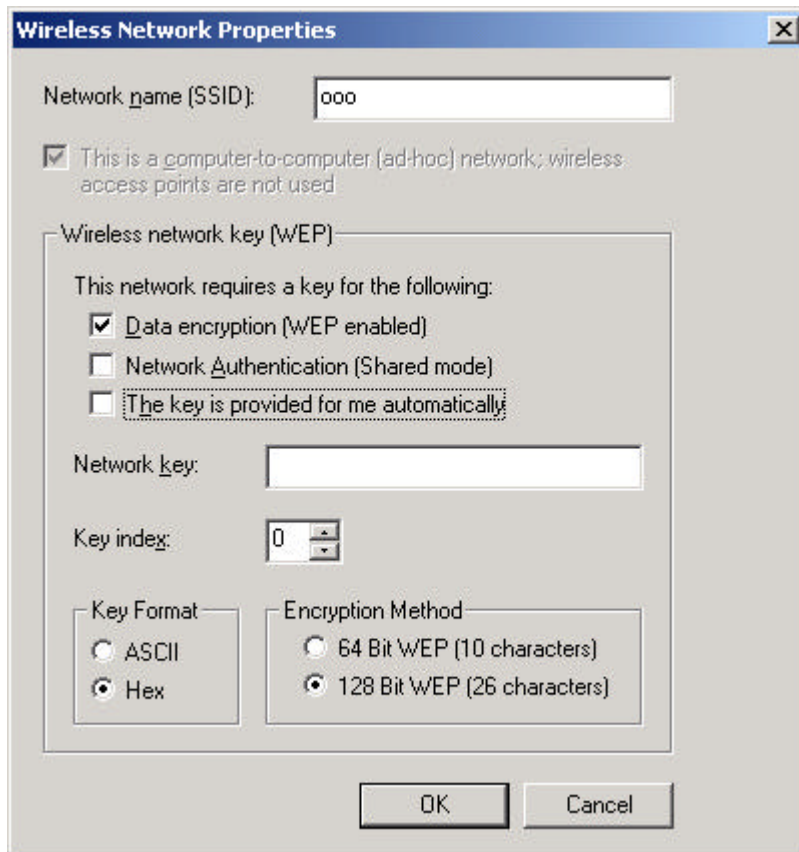 Wireless Network Properties
Network name (SSID): ooo
This is a computer-to-computer (ad-hoc) network; wireless
access points are not used
Wireless network key (WEP)
This network requires a key for the following:
Data encryption (WEP enabled)
Network Authentication (Shared mode)
The key is provided for me automatically
Network key:
Key index: 0
Key Format
ASCII
Hex
Encryption Method
64 Bit WEP (10 characters)
128 Bit WEP (26 characters)
OK Cancel